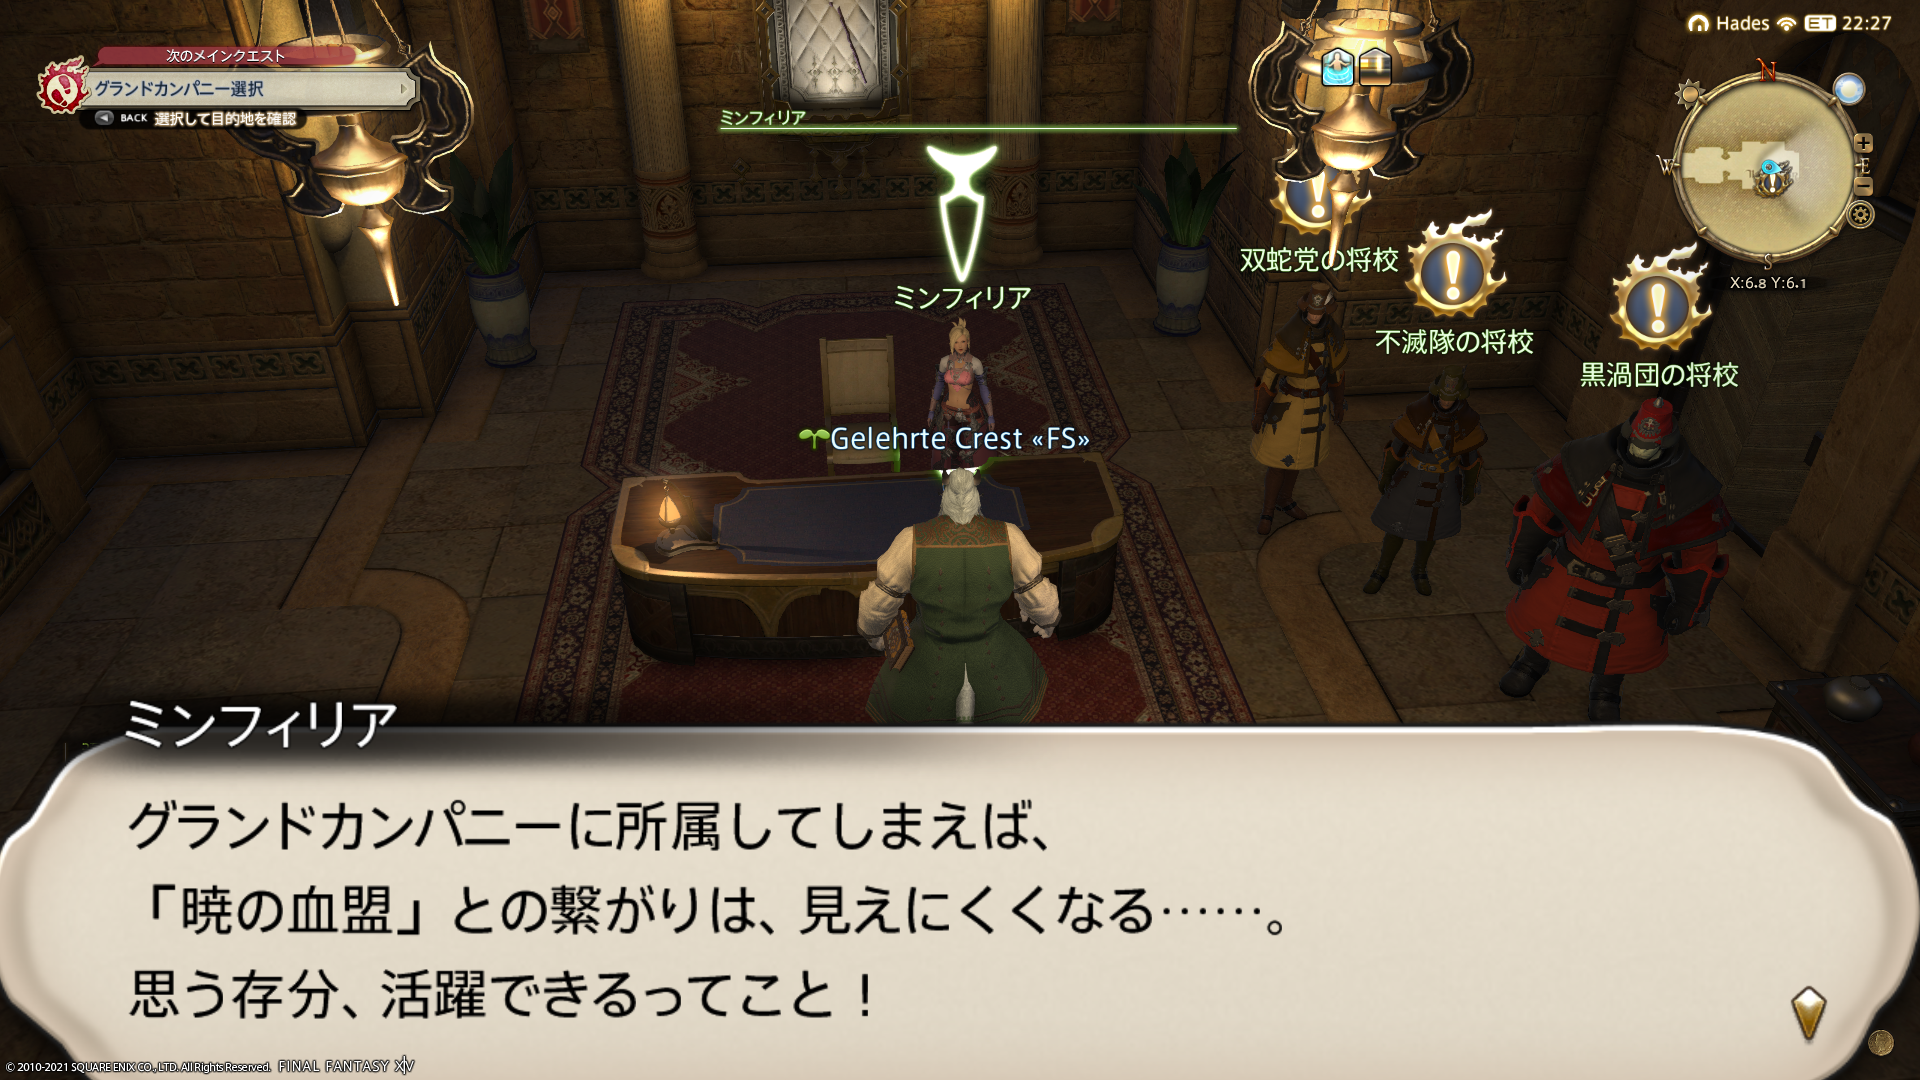 Hades ET 22:27
次のメインクエスト
グランドカンパニー選択
BACK 選択して目的地を確認
N
W
E
S
X:6.8 Y:6.1
ミンフィリア
ミンフィリア
双蛇党の将校
不滅隊の将校
黒渦団の将校
Gelehrte Crest «FS»
ミンフィリア
グランドカンパニーに所属してしまえば、
「暁の血盟」との繋がりは、見えにくくなる……。
思う存分、活躍できるってこと！
© 2010-2021 SQUARE ENIX CO., LTD. All Rights Reserved. FINAL FANTASY XIV